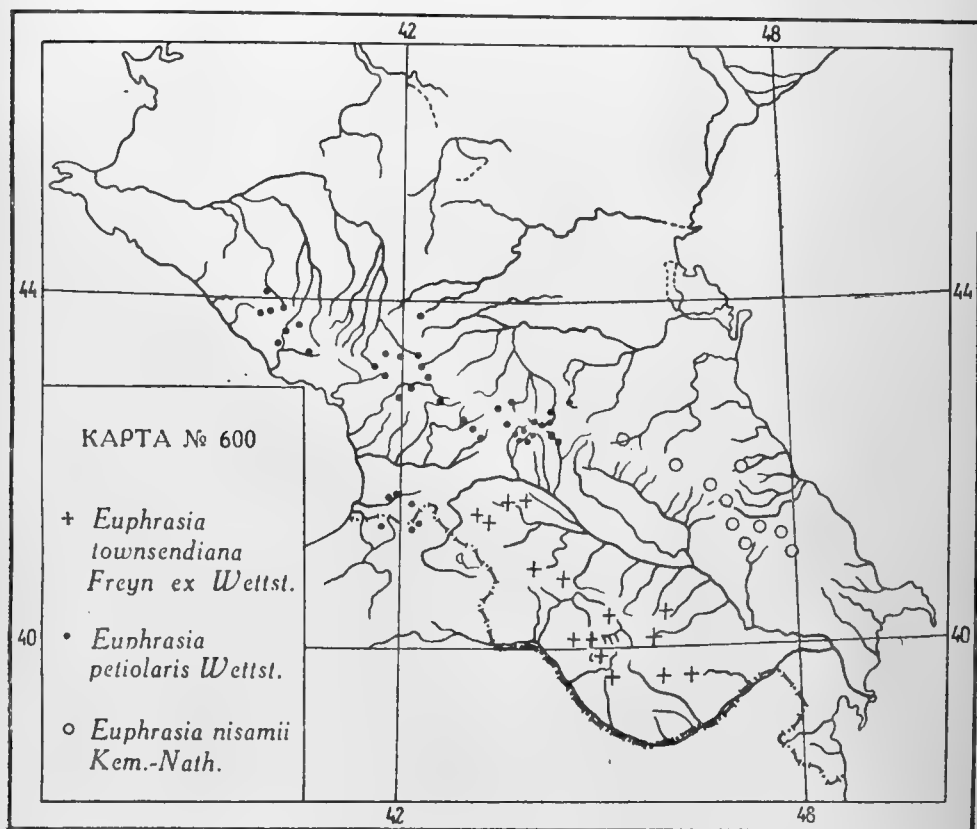 42 48
44 44
КАРТА № 600
+ Euphrasia
townsendiana
Freyn ex Wettst.
• Euphrasia
petiolaris Wettst.
○ Euphrasia nisamii
Kem.-Nath.
40 40
42 48